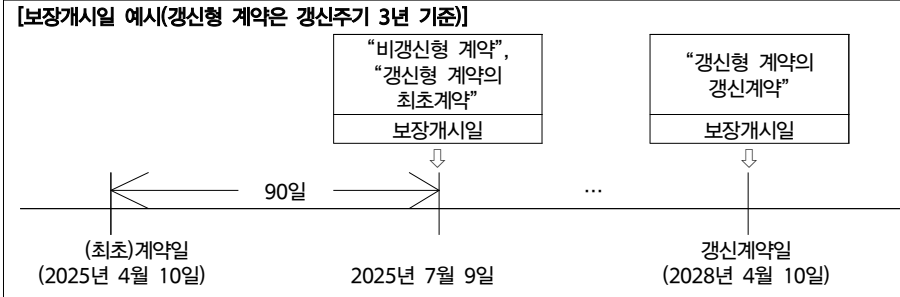 [보장개시일 예시(갱신형 계약은 갱신주기 3년 기준)]
“비갱신형 계약”,
“갱신형 계약의
최초계약”
보장개시일
“갱신형 계약의
갱신계약”
보장개시일
90일
…
(최초)계약일
(2025년 4월 10일)
2025년 7월 9일
갱신계약일
(2028년 4월 10일)